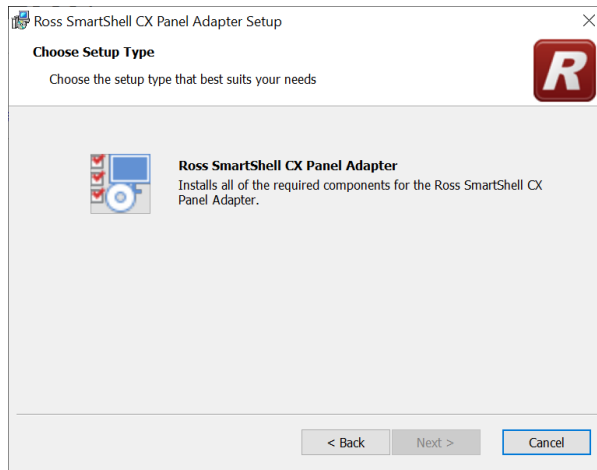 Ross SmartShell CX Panel Adapter Setup
Choose Setup Type
Choose the setup type that best suits your needs
R
Ross SmartShell CX Panel Adapter
Installs all of the required components for the Ross SmartShell CX
Panel Adapter.
< Back
Next >
Cancel